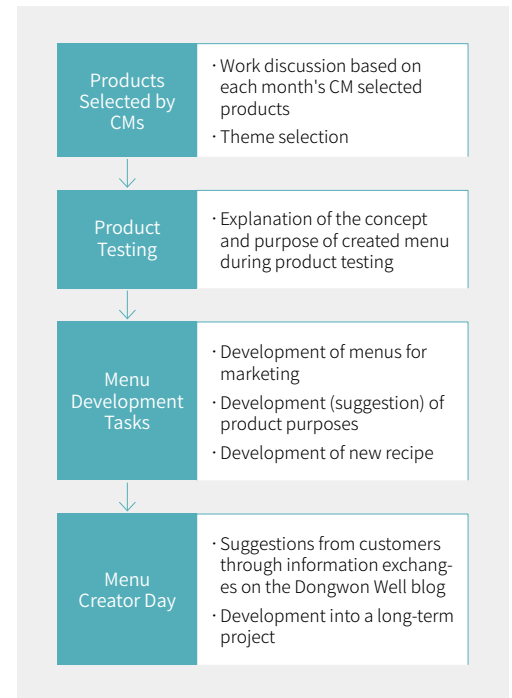 Products
Selected by
CMs
· Work discussion based on
each month's CM selected
products
· Theme selection
Product
Testing
· Explanation of the concept
and purpose of created menu
during product testing
Menu
Development
Tasks
· Development of menus for
marketing
· Development (suggestion) of
product purposes
· Development of new recipe
Menu
Creator Day
· Suggestions from customers
through information exchang-
es on the Dongwon Well blog
· Development into a long-term
project